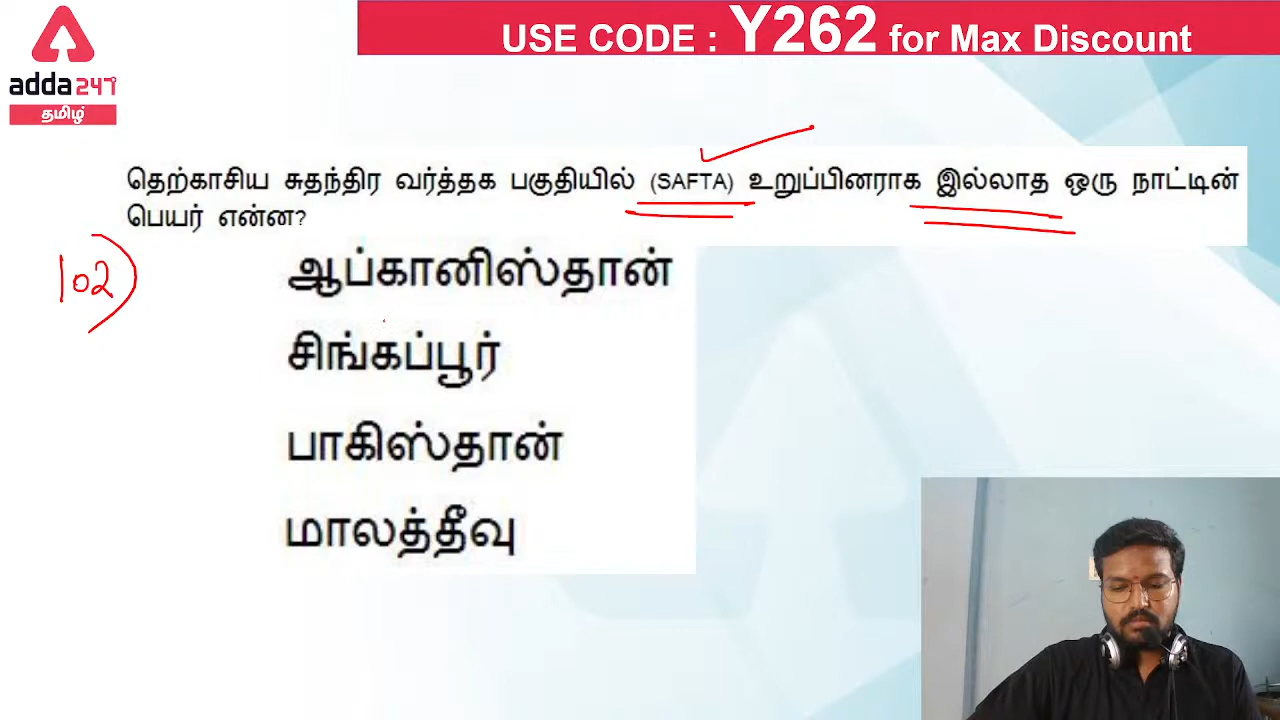 USE CODE : Y262 for Max Discount
adda247
தமிழ்
தெற்காசிய சுதந்திர வர்த்தக பகுதியில் (SAFTA) உறுப்பினராக இல்லாத ஒரு நாட்டின்
பெயர் என்ன?
102)
ஆப்கானிஸ்தான்
சிங்கப்பூர்
பாகிஸ்தான்
மாலத்தீவு